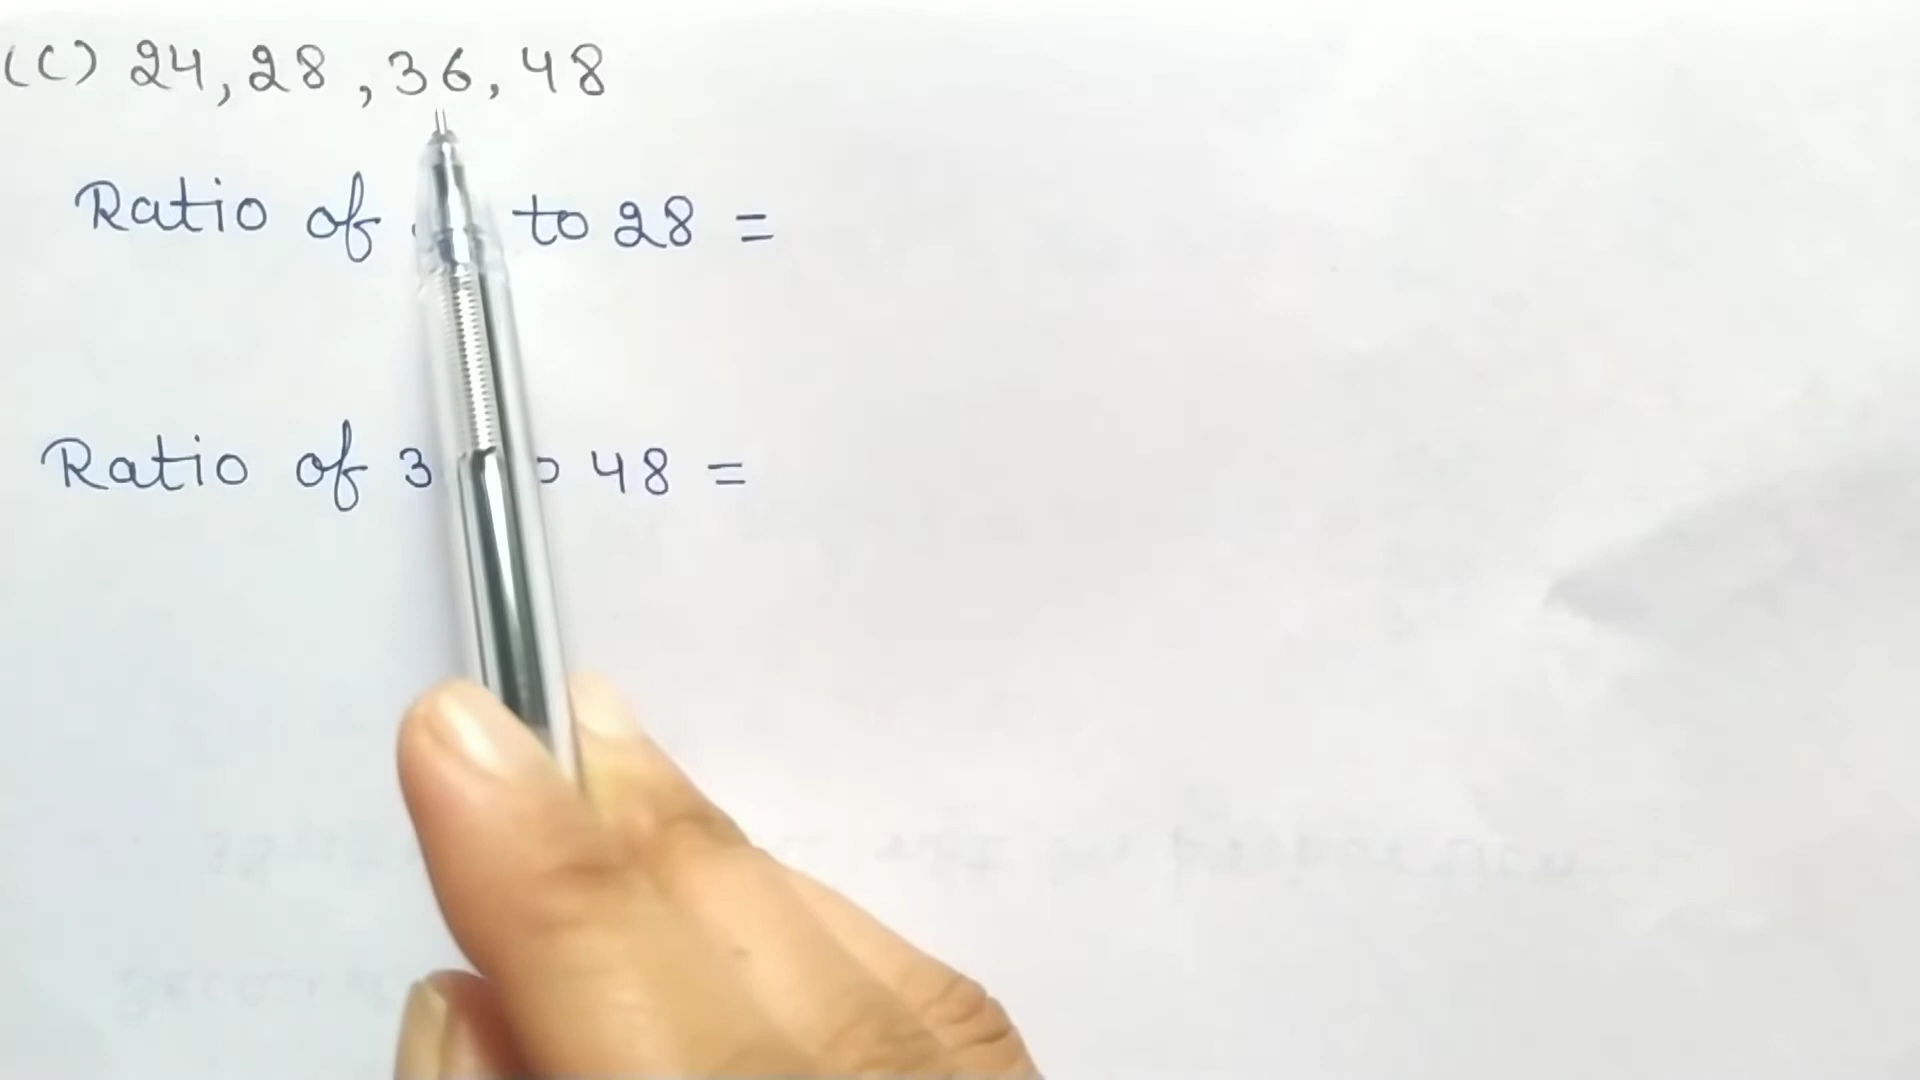 (C) 24, 28, 36, 48
Ratio of to 28 =
Ratio of 3 48 =